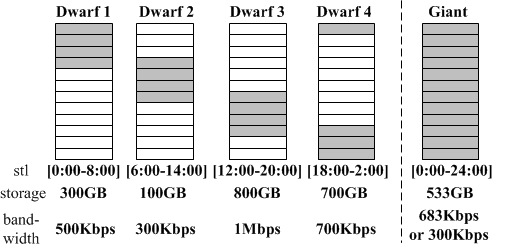 Dwarf 1 Dwarf 2 Dwarf 3 Dwarf 4 Giant
stl [0:00-8:00] [6:00-14:00] [12:00-20:00] [18:00-2:00] [0:00-24:00]
storage 300GB 100GB 800GB 700GB 533GB
band-width 500Kbps 300Kbps 1Mbps 700Kbps 683Kbps or 300Kbps